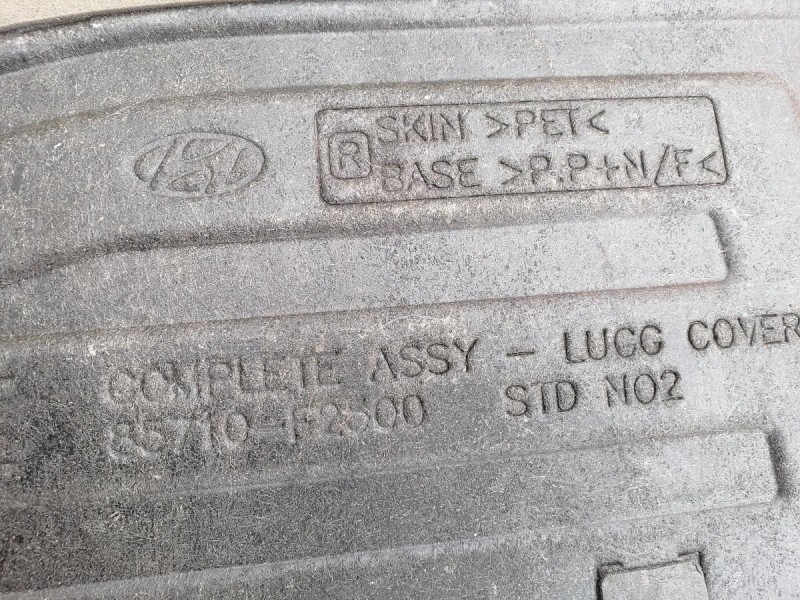 R SKIN >PET<
BASE >P.P+N/F<
COMPLETE ASSY - LUGG COVER
85710-F2500 STD NO2